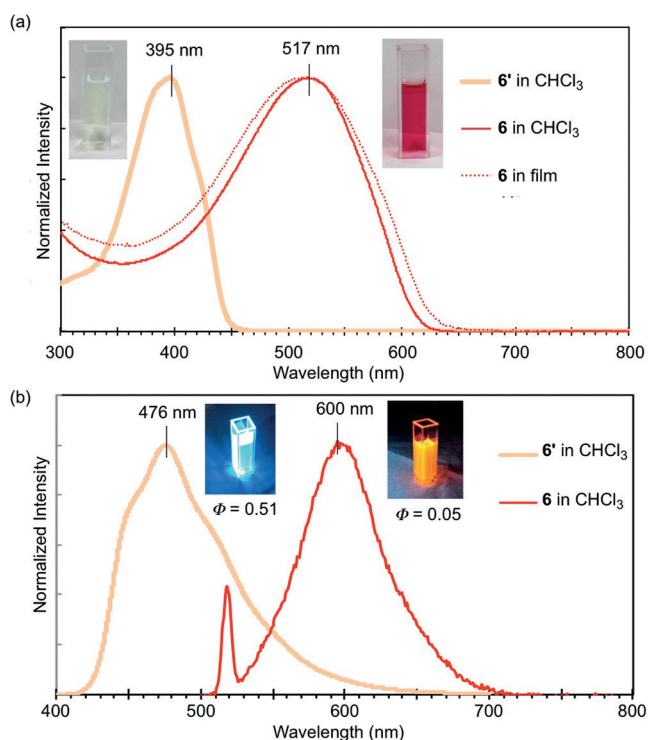 (a)
395 nm
517 nm
6' in CHCl₃
6 in CHCl₃
6 in film
Normalized Intensity
300
400
500
600
700
800
Wavelength (nm)
(b)
476 nm
600 nm
6' in CHCl₃
6 in CHCl₃
Φ = 0.51
Φ = 0.05
Normalized Intensity
400
500
600
700
800
Wavelength (nm)